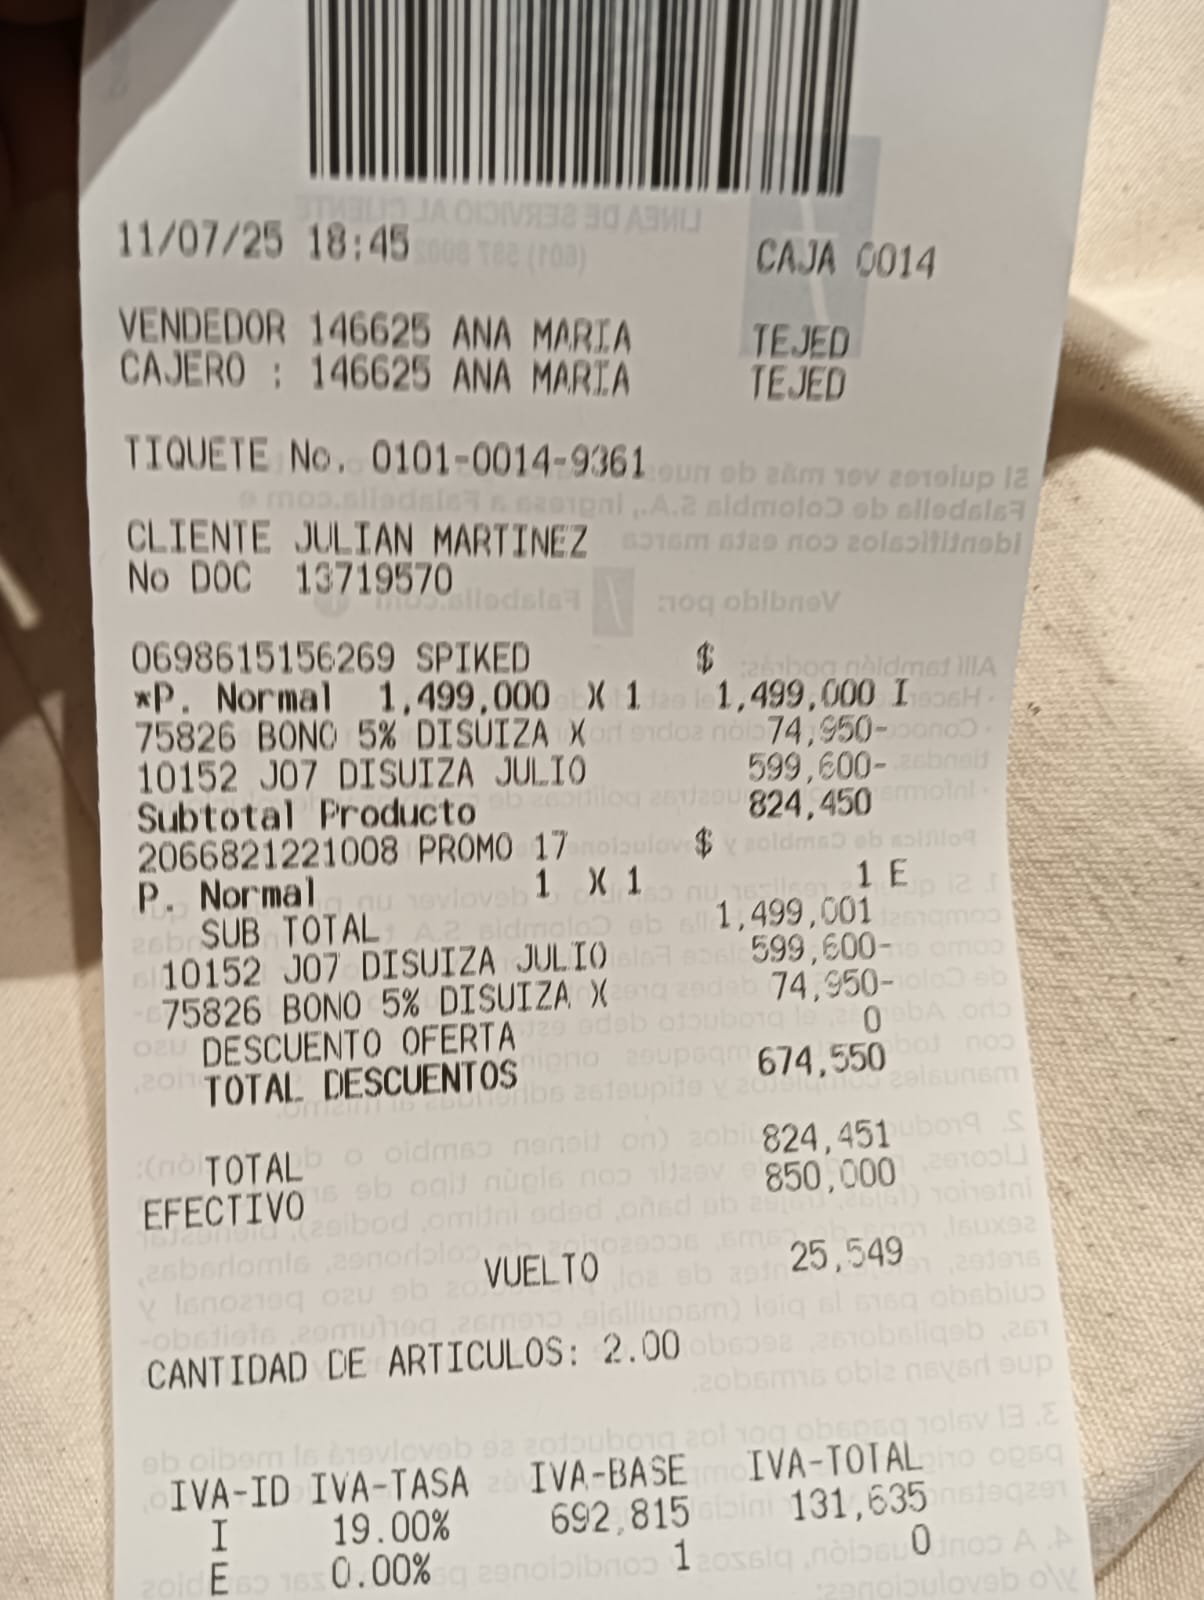 11/07/25 18:45 CAJA 0014
VENDEDOR 146625 ANA MARIA TEJED
CAJERO : 146625 ANA MARIA TEJED
TIQUETE No. 0101-0014-9361
CLIENTE JULIAN MARTINEZ
No DOC 13719570
0698615156269 SPIKED $
*P. Normal 1,499,000 X 1 1,499,000 I
75826 BONO 5% DISUIZA X 74,950-
10152 J07 DISUIZA JULIO 599,600-
Subtotal Producto 824,450
2066821221008 PROMO 17 $
P. Normal 1 X 1 1 E
SUB TOTAL 1,499,001
10152 J07 DISUIZA JULIO 599,600-
75826 BONO 5% DISUIZA X 74,950-
DESCUENTO OFERTA 0
TOTAL DESCUENTOS 674,550
TOTAL 824,451
EFECTIVO 850,000
VUELTO 25,549
CANTIDAD DE ARTICULOS: 2.00
IVA-ID IVA-TASA IVA-BASE IVA-TOTAL
I 19.00% 692,815 131,635
E 0.00% 1 0